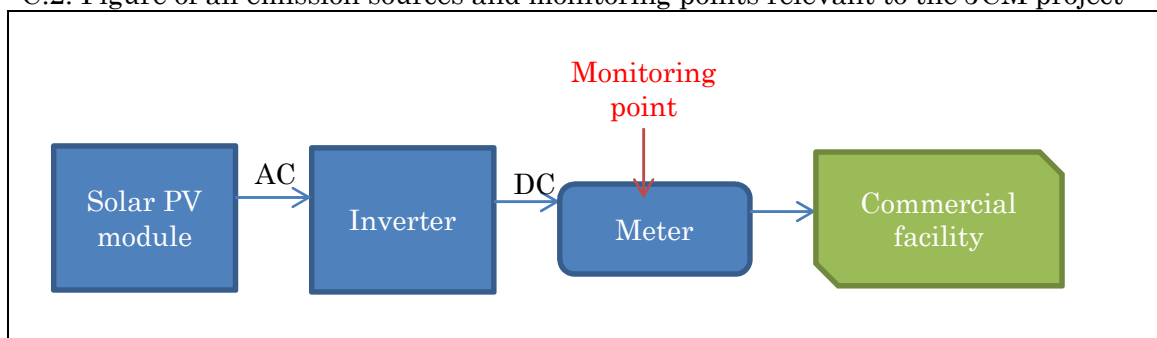 C.2. Figure of all emission sources and monitoring points relevant to the JCM project
Monitoring
point
AC
DC
Solar PV
module
Inverter
Meter
Commercial
facility